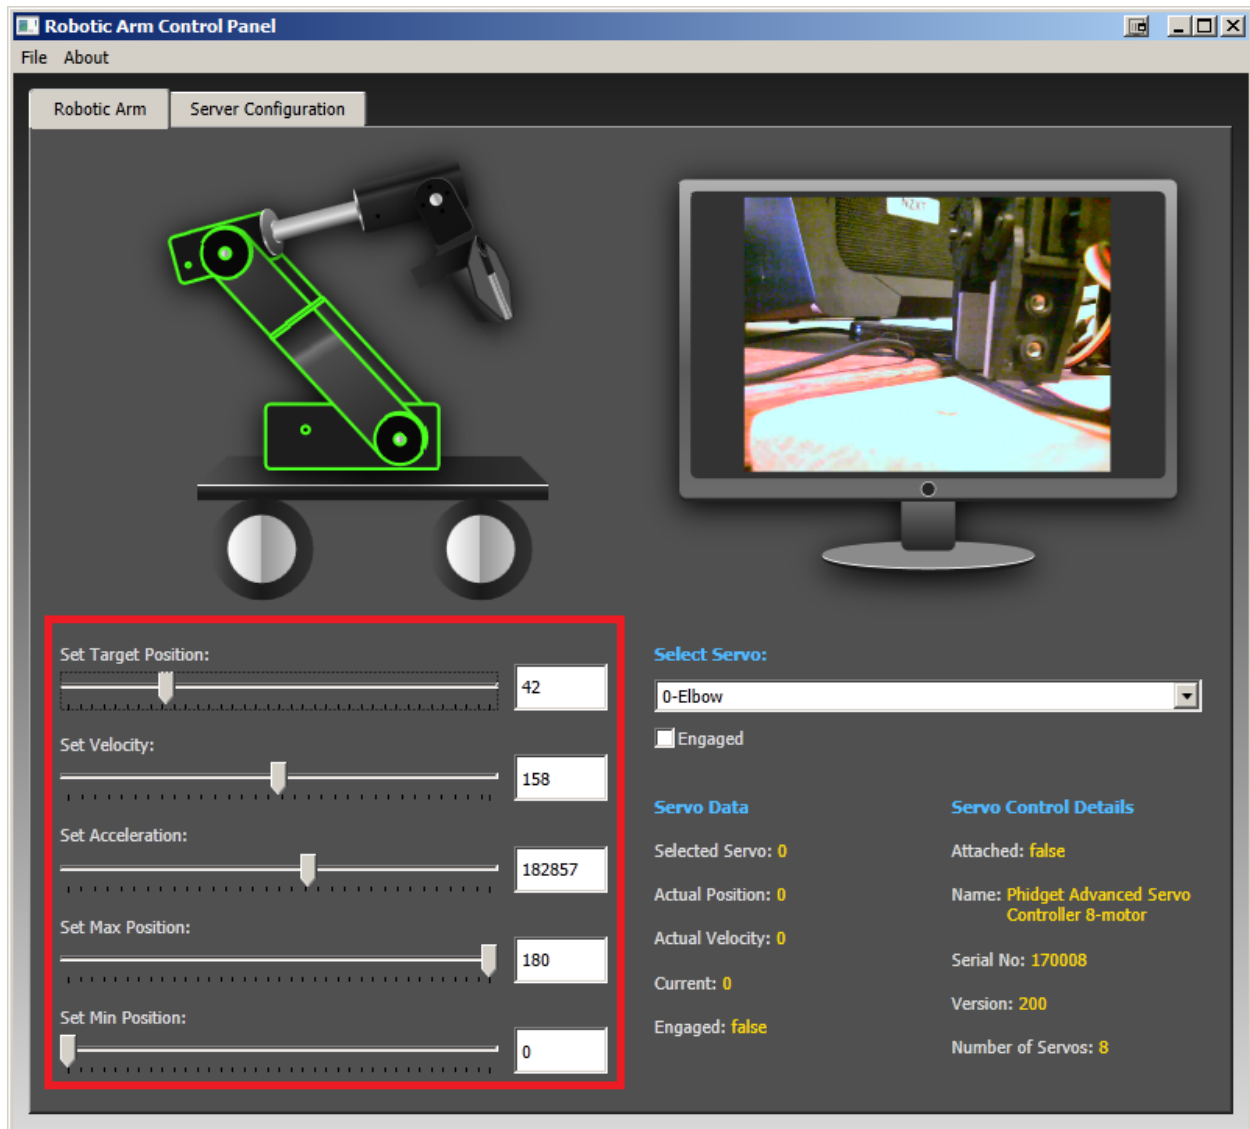 Robotic Arm Control Panel
File About
Robotic Arm Server Configuration
NZXT
Set Target Position:
42
Set Velocity:
158
Set Acceleration:
182857
Set Max Position:
180
Set Min Position:
0
Select Servo:
0-Elbow
Engaged
Servo Data
Selected Servo: 0
Actual Position: 0
Actual Velocity: 0
Current: 0
Engaged: false
Servo Control Details
Attached: false
Name: Phidget Advanced Servo
Controller 8-motor
Serial No: 170008
Version: 200
Number of Servos: 8